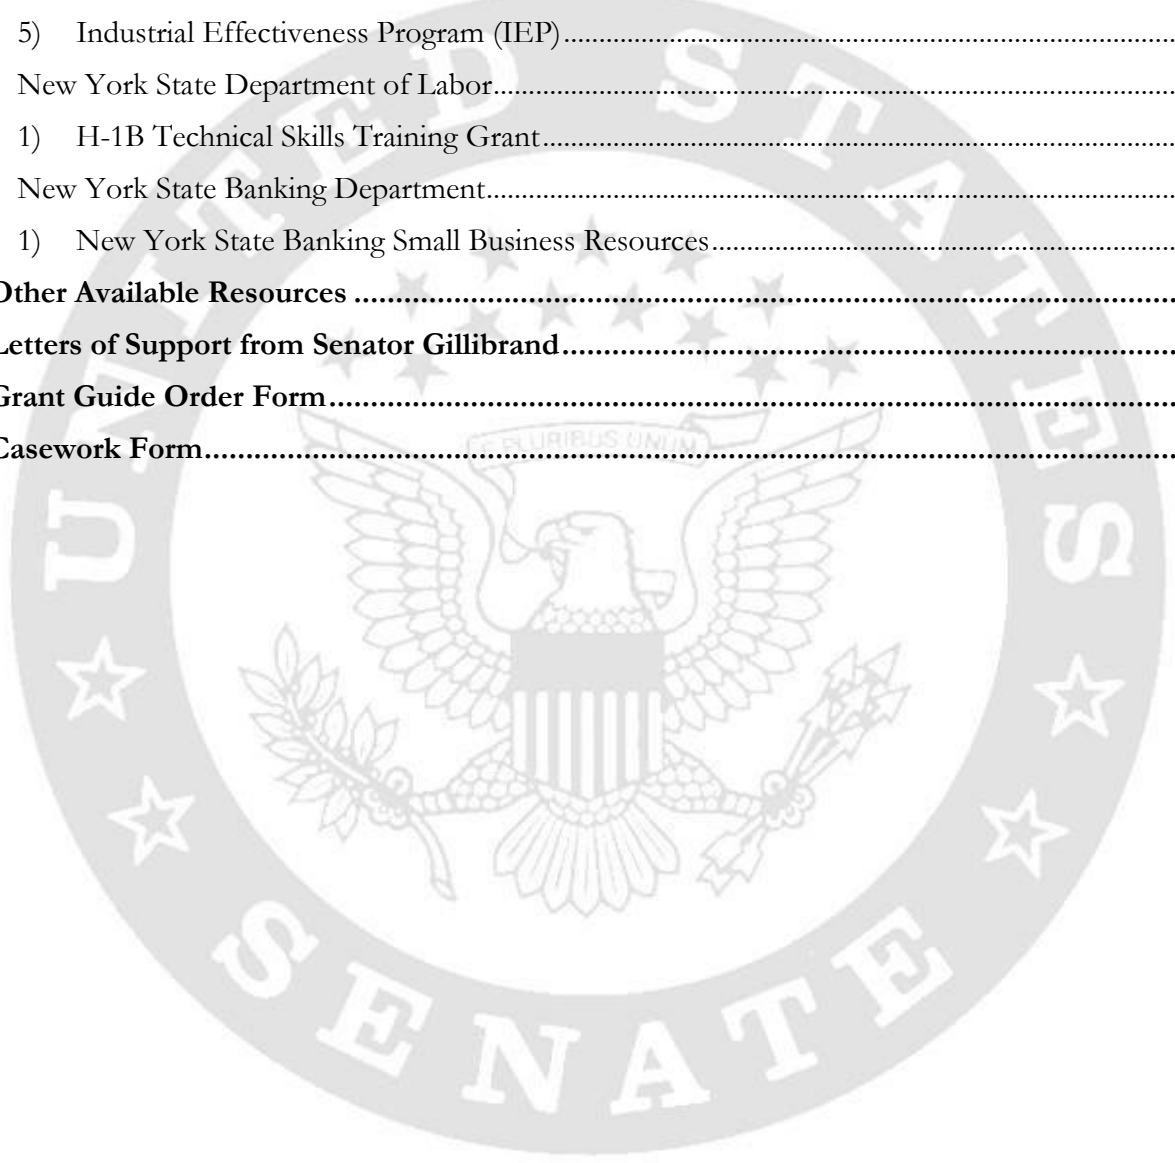 5) Industrial Effectiveness Program (IEP)..........................................................................................
New York State Department of Labor..........................................................................................
1) H-1B Technical Skills Training Grant..........................................................................................
New York State Banking Department..........................................................................................
1) New York State Banking Small Business Resources..........................................................................................
Other Available Resources ..........................................................................................
Letters of Support from Senator Gillibrand..........................................................................................
Grant Guide Order Form..........................................................................................
Casework Form..........................................................................................
UNITED STATES
E PLURIBUS UNUM
SENATE